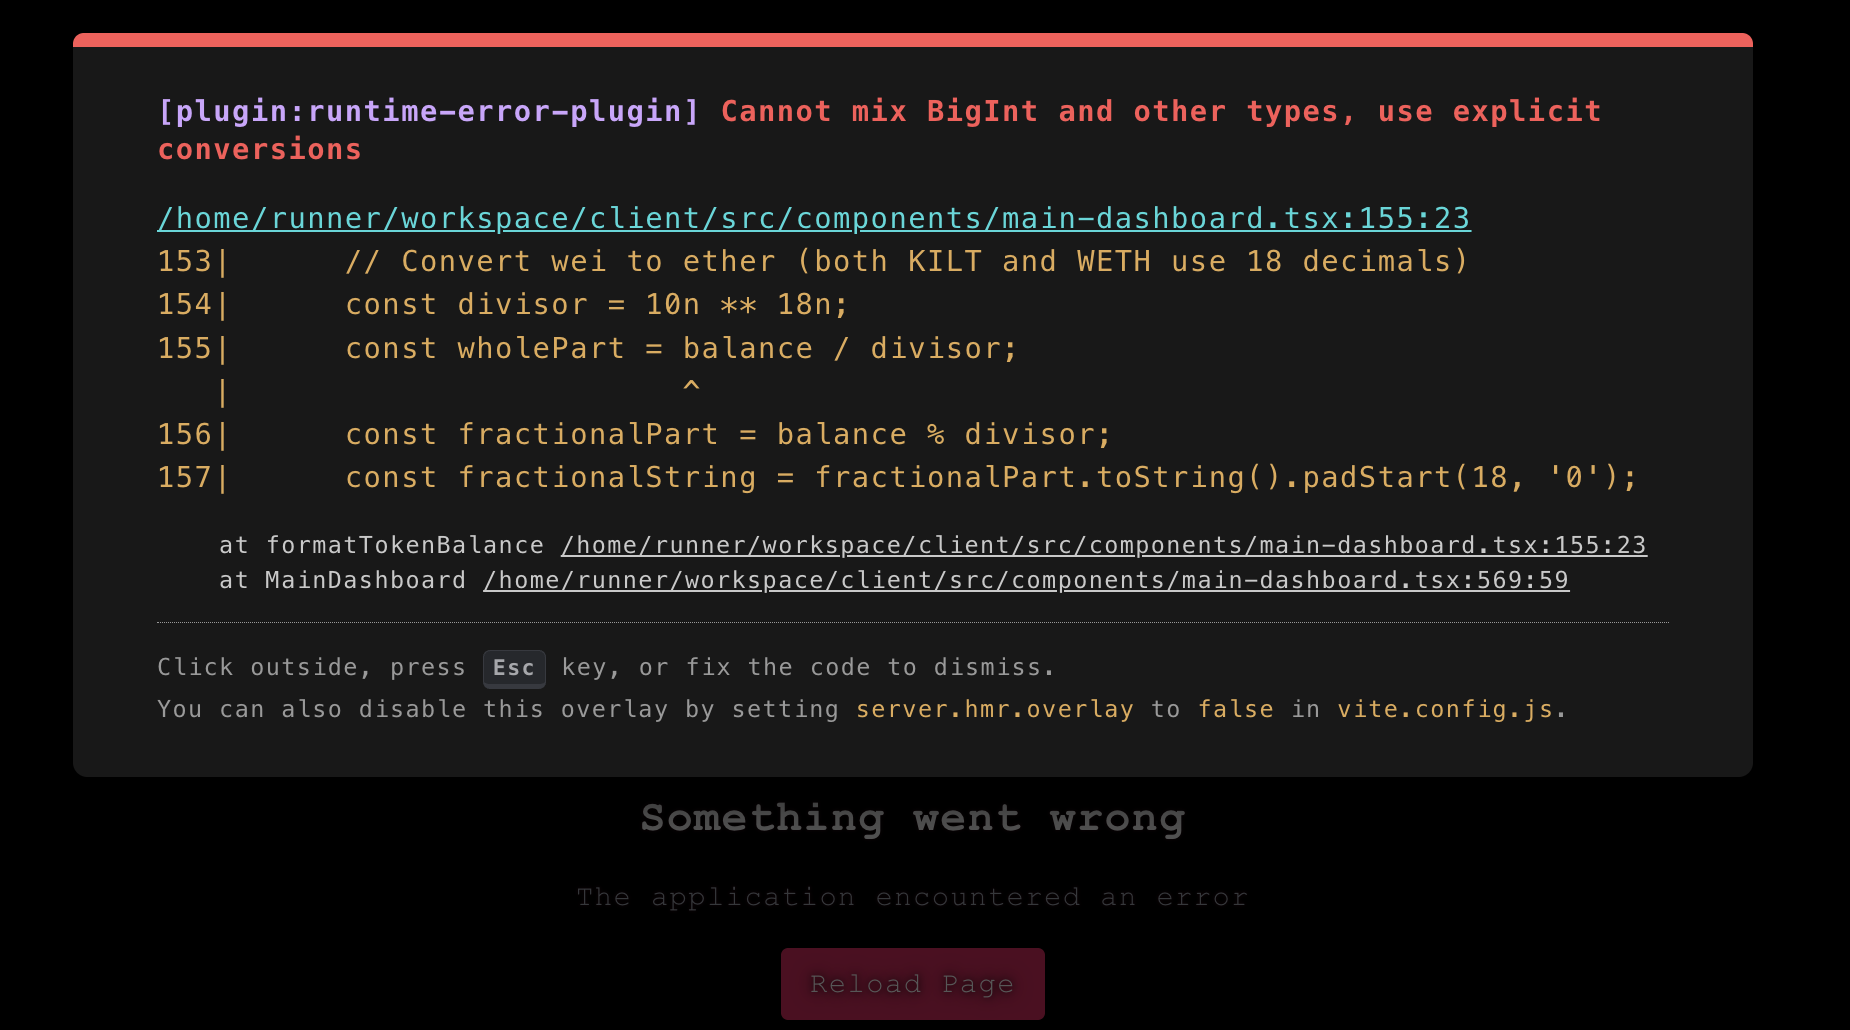 [plugin:runtime-error-plugin] Cannot mix BigInt and other types, use explicit
conversions
/home/runner/workspace/client/src/components/main-dashboard.tsx:155:23
153|      // Convert wei to ether (both KILT and WETH use 18 decimals)
154|      const divisor = 10n ** 18n;
155|      const wholePart = balance / divisor;
   |                        ^
156|      const fractionalPart = balance % divisor;
157|      const fractionalString = fractionalPart.toString().padStart(18, '0');
at formatTokenBalance /home/runner/workspace/client/src/components/main-dashboard.tsx:155:23
at MainDashboard /home/runner/workspace/client/src/components/main-dashboard.tsx:569:59
Click outside, press Esc key, or fix the code to dismiss.
You can also disable this overlay by setting server.hmr.overlay to false in vite.config.js.
Something went wrong
The application encountered an error
Reload Page